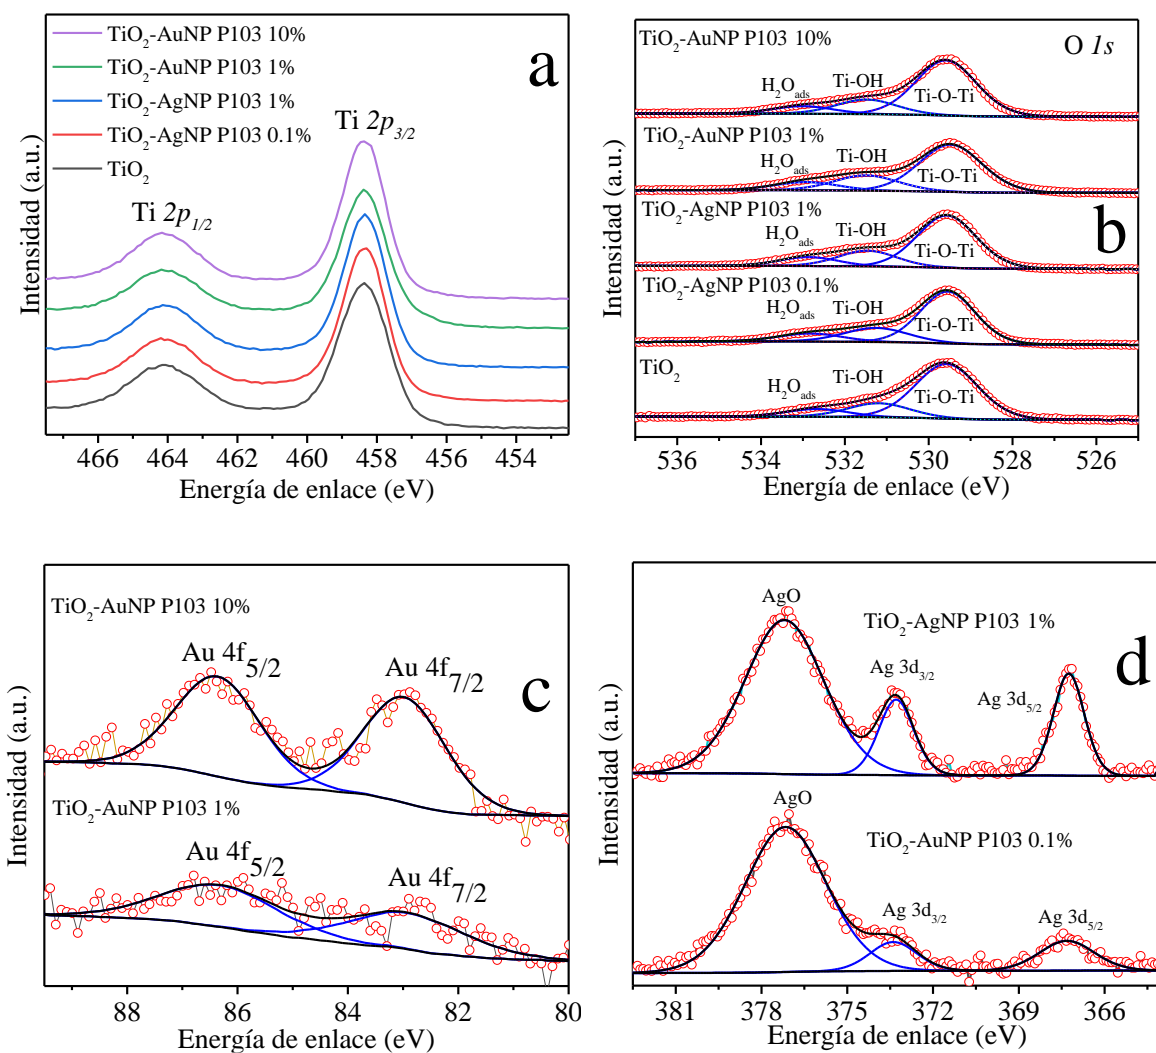 TiO2-AuNP P103 10%
TiO2-AuNP P103 1%
TiO2-AgNP P103 1%
TiO2-AgNP P103 0.1%
TiO2
a
Ti 2p3/2
Ti 2p1/2
Intensidad (a.u.)
466 464 462 460 458 456 454
Energía de enlace (eV)
TiO2-AuNP P103 10%
O 1s
H2Oads
Ti-OH
Ti-O-Ti
TiO2-AuNP P103 1%
H2Oads
Ti-OH
Ti-O-Ti
TiO2-AgNP P103 1%
b
H2Oads
Ti-OH
Ti-O-Ti
TiO2-AgNP P103 0.1%
H2Oads
Ti-OH
Ti-O-Ti
TiO2
H2Oads
Ti-OH
Ti-O-Ti
Intensidad (a.u.)
536 534 532 530 528 526
Energía de enlace (eV)
TiO2-AuNP P103 10%
Au 4f5/2
Au 4f7/2
c
TiO2-AuNP P103 1%
Au 4f5/2
Au 4f7/2
Intensidad (a.u.)
88 86 84 82 80
Energía de enlace (eV)
AgO
TiO2-AgNP P103 1%
Ag 3d3/2
Ag 3d5/2
d
AgO
TiO2-AuNP P103 0.1%
Ag 3d3/2
Ag 3d5/2
Intensidad (a.u.)
381 378 375 372 369 366
Energía de enlace (eV)